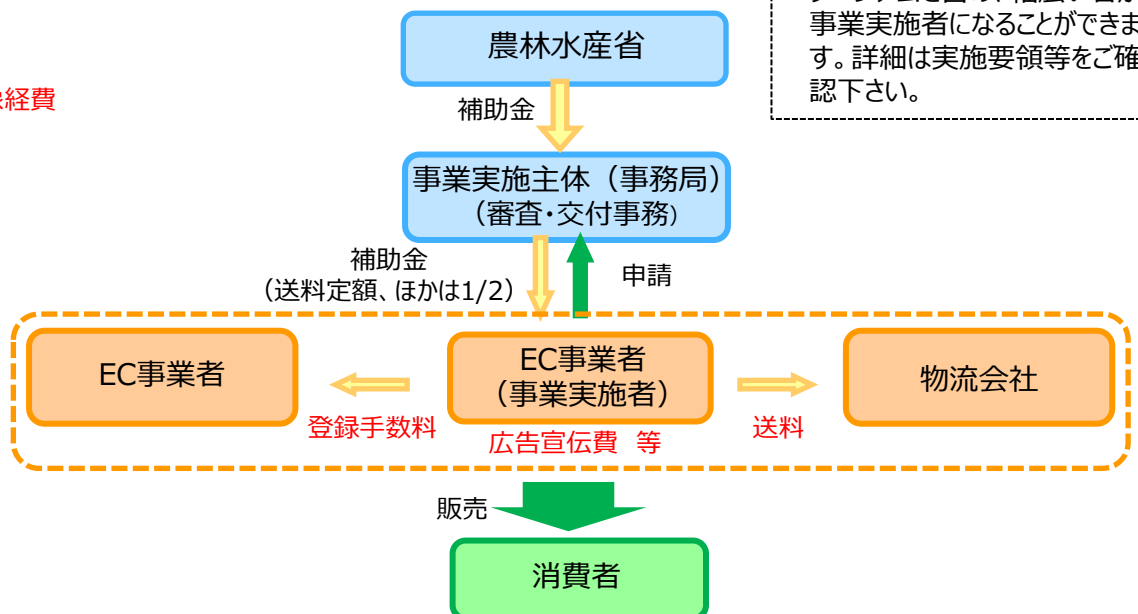 事業実施者になることができま
す。詳細は実施要領等をご確
認下さい。
経費
農林水産省
補助金
事業実施主体（事務局）
（審査・交付事務）
補助金
（送料定額、ほかは1/2）
申請
EC事業者
EC事業者
（事業実施者）
物流会社
登録手数料
広告宣伝費 等
送料
販売
消費者